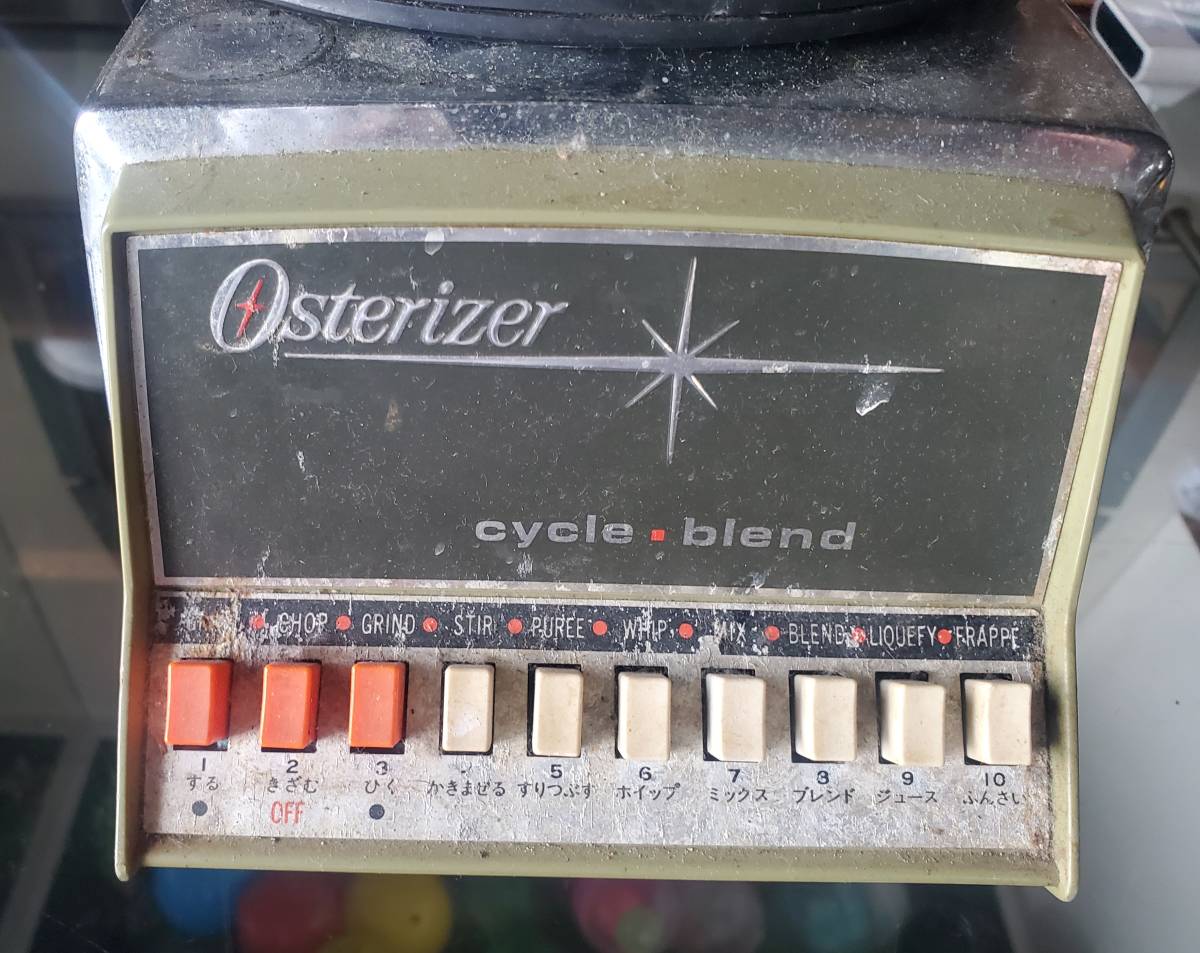 Osterizer
cycle blend
CHOP GRIND STIR PURÉE WHIP MIX BLEND LIQUEFY FRAPPÉ
1 2 3 5 6 7 8 9 10
する きざむ ひく かきまぜる すりつぶす ホイップ ミックス ブレンド ジュース ふんさい
OFF